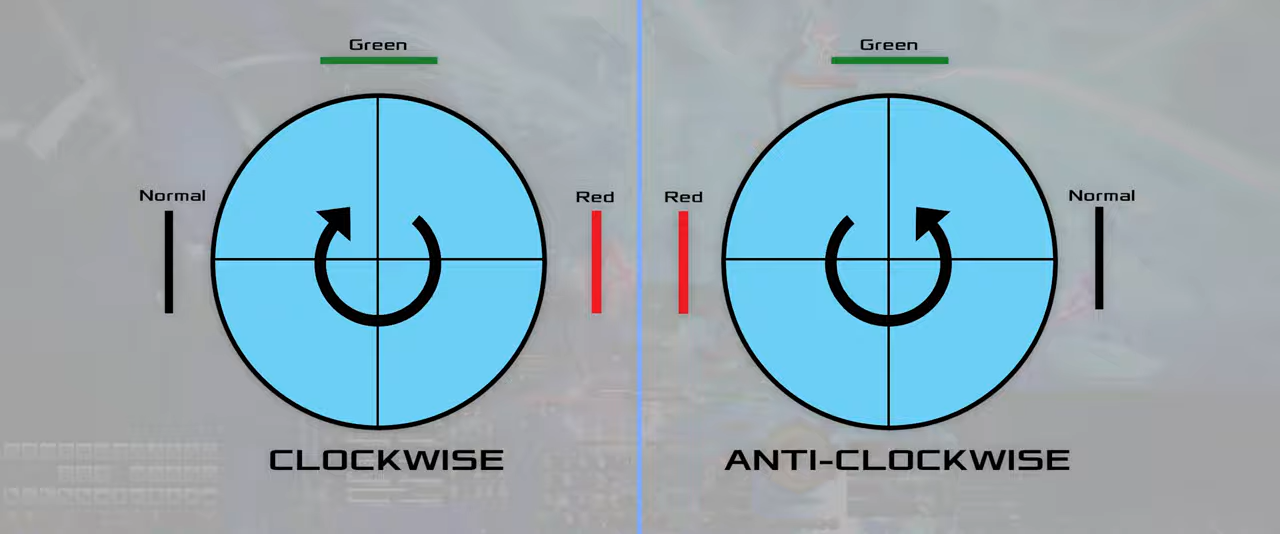 Green
Normal
Red
CLOCKWISE
Green
Red
Normal
ANTI-CLOCKWISE